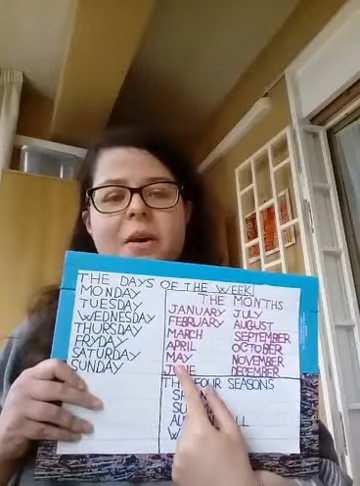 THE DAYS OF THE WEEK
MONDAY
TUESDAY
WEDNESDAY
THURSDAY
FRYDAY
SATURDAY
SUNDAY
THE MONTHS
JANUARY JULY
FEBRUARY AUGUST
MARCH SEPTEMBER
APRIL OCTOBER
MAY NOVEMBER
JUNE DECEMBER
THE FOUR SEASONS